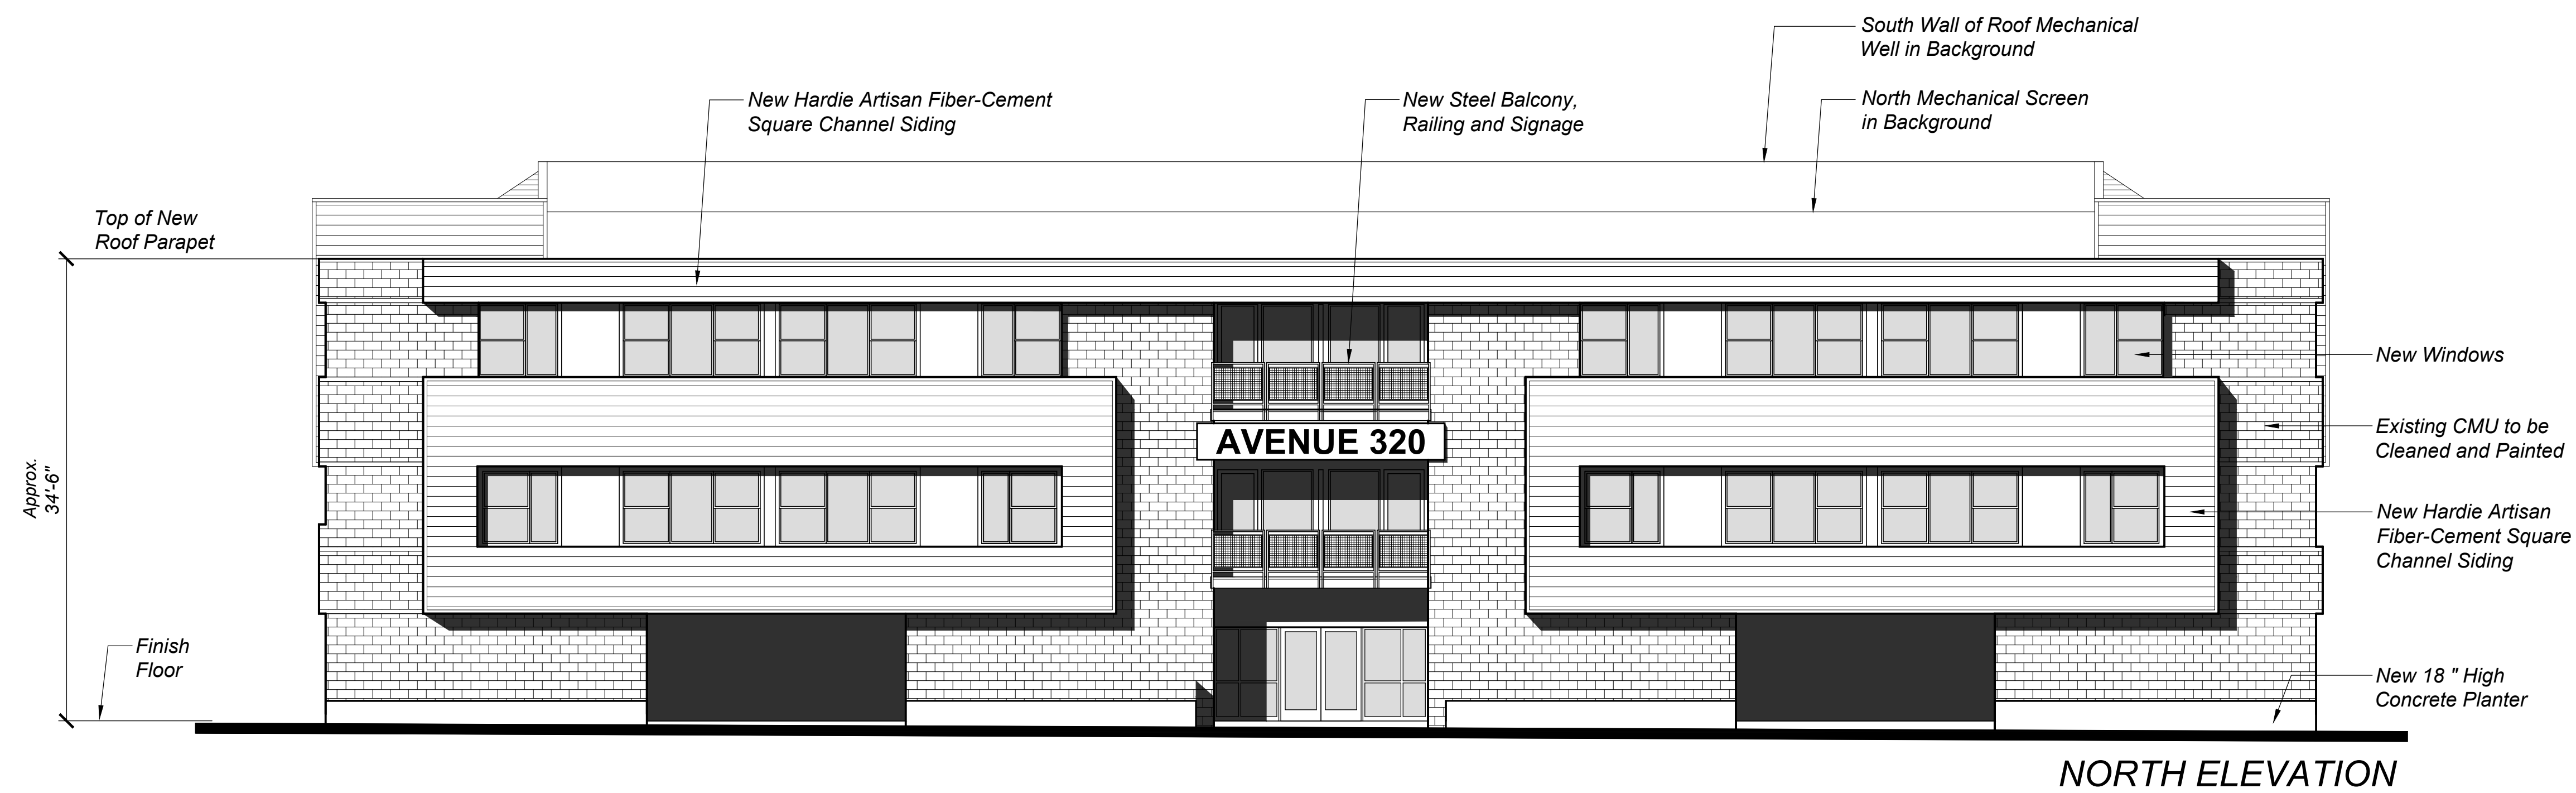 South Wall of Roof Mechanical
Well in Background
New Hardie Artisan Fiber-Cement
Square Channel Siding
New Steel Balcony,
Railing and Signage
North Mechanical Screen
in Background
Top of New
Roof Parapet
New Windows
Existing CMU to be
Cleaned and Painted
AVENUE 320
Approx.
34'-6"
New Hardie Artisan
Fiber-Cement Square
Channel Siding
Finish
Floor
New 18 " High
Concrete Planter
NORTH ELEVATION